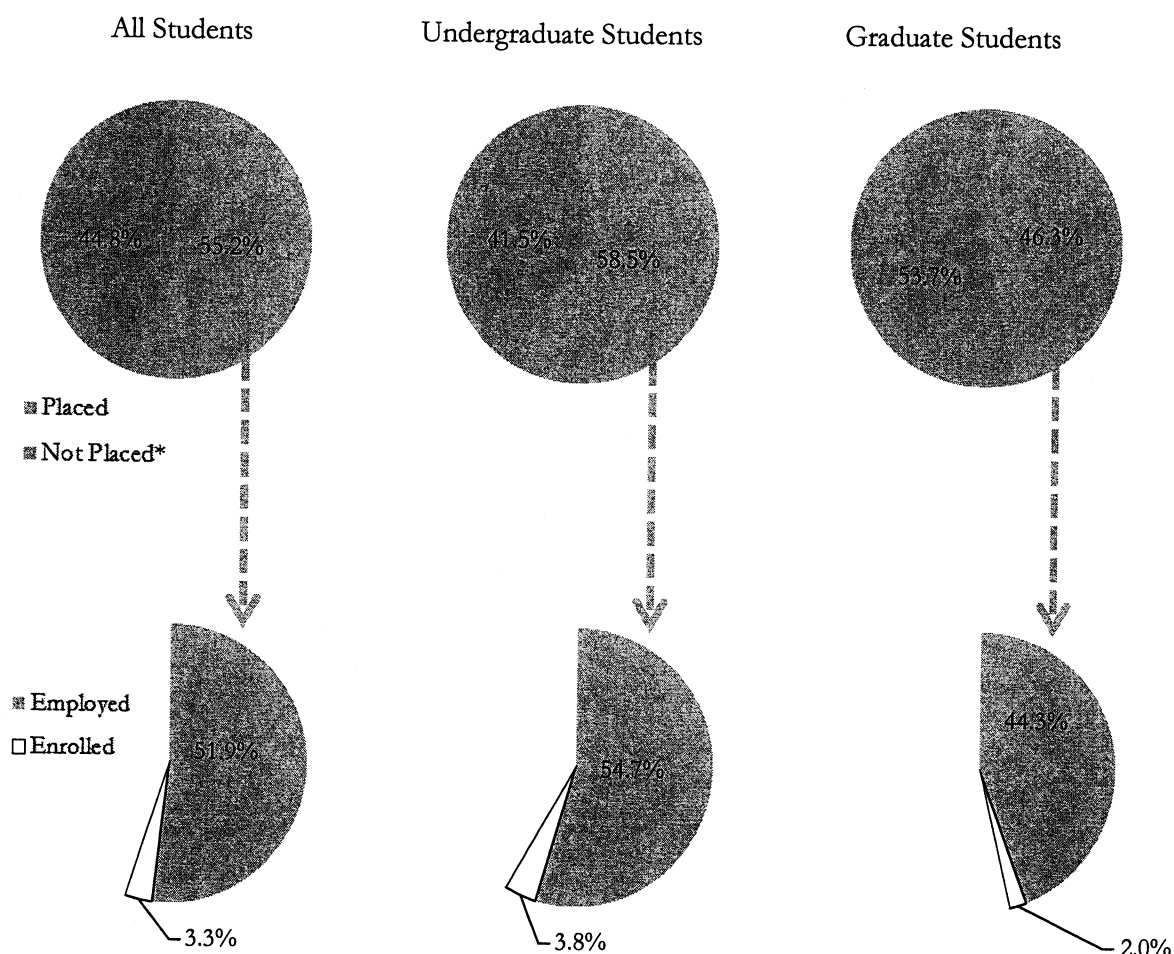 All Students
Undergraduate Students
Graduate Students
44.8%
55.2%
41.5%
58.5%
53.7%
46.3%
Placed
Not Placed*
Employed
Enrolled
51.9%
3.3%
54.7%
3.8%
44.3%
2.0%